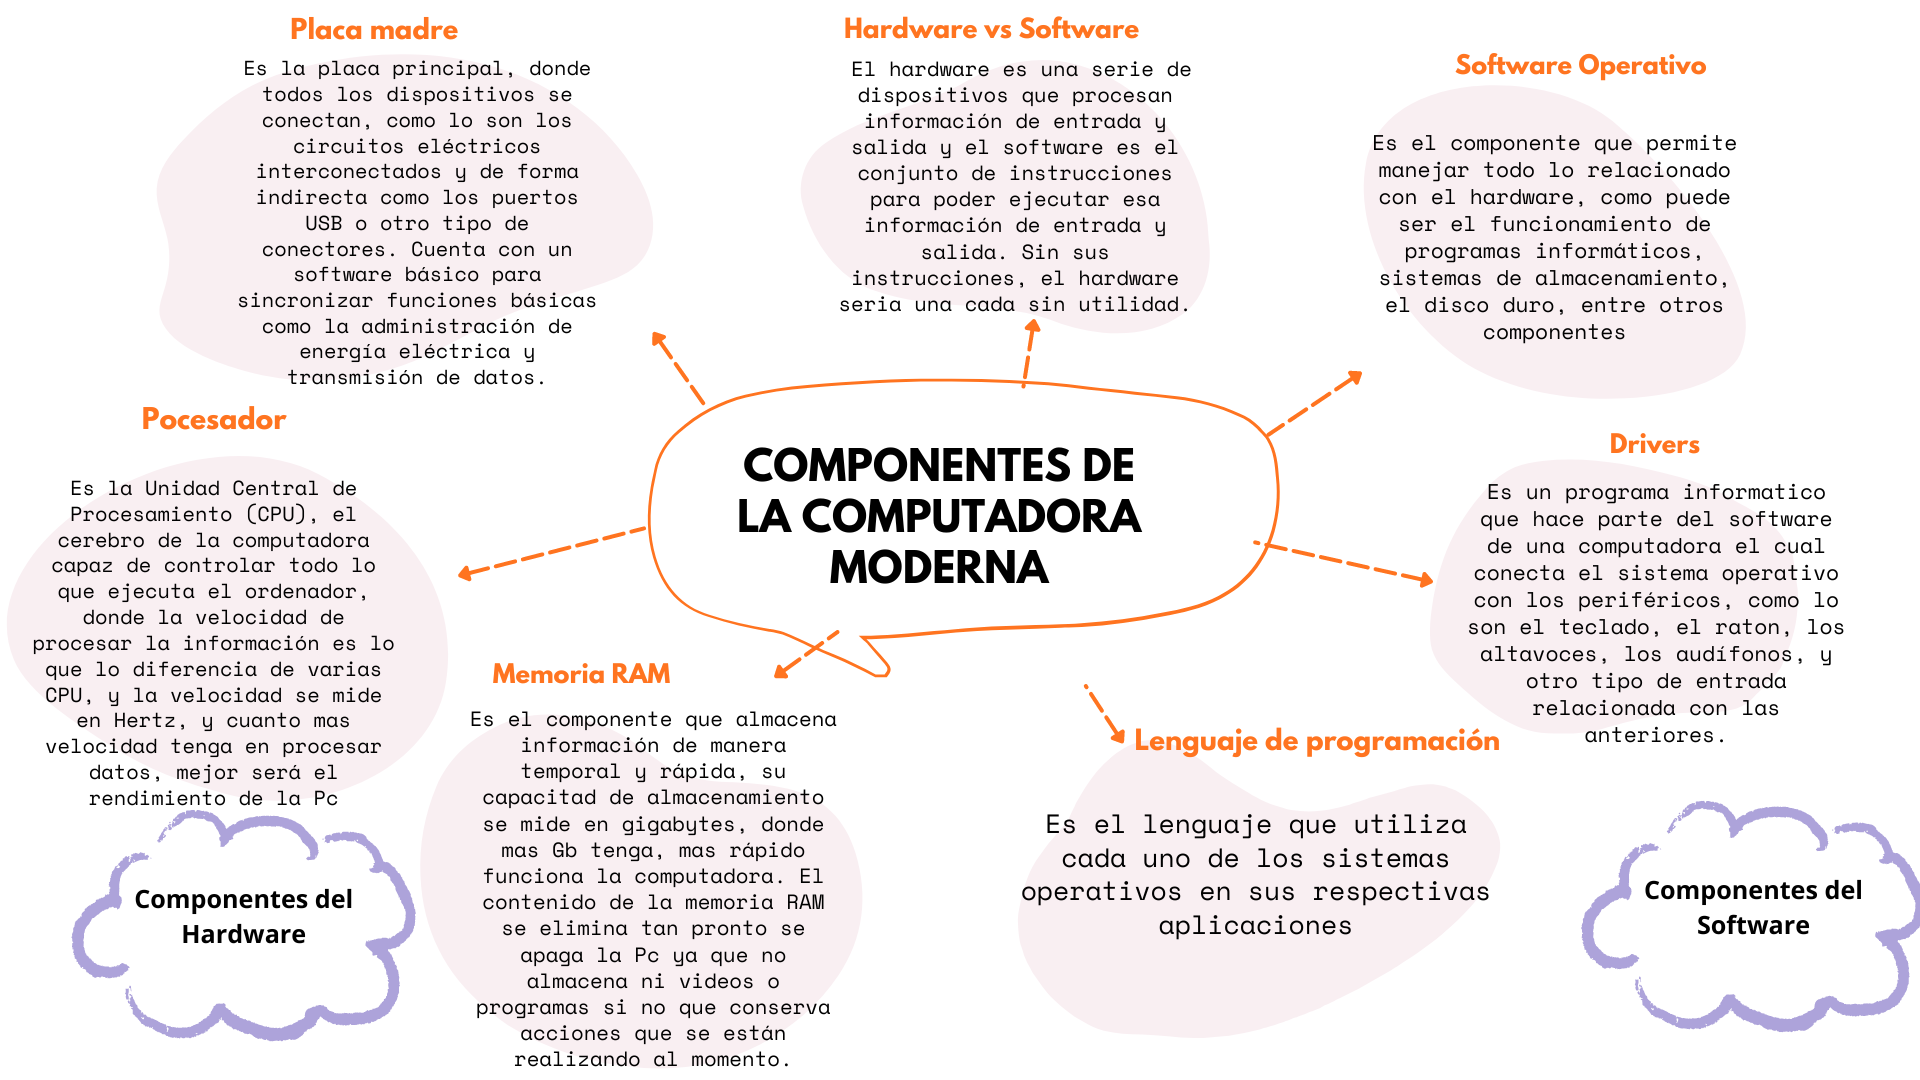 Placa madre
Es la placa principal, donde
todos los dispositivos se
conectan, como lo son los
circuitos eléctricos
interconectados y de forma
indirecta como los puertos
USB o otro tipo de
conectores. Cuenta con un
software básico para
sincronizar funciones básicas
como la administración de
energía eléctrica y
transmisión de datos.
Hardware vs Software
El hardware es una serie de
dispositivos que procesan
información de entrada y
salida y el software es el
conjunto de instrucciones
para poder ejecutar esa
información de entrada y
salida. Sin sus
instrucciones, el hardware
seria una cada sin utilidad.
Software Operativo
Es el componente que permite
manejar todo lo relacionado
con el hardware, como puede
ser el funcionamiento de
programas informáticos,
sistemas de almacenamiento,
el disco duro, entre otros
componentes
COMPONENTES DE
LA COMPUTADORA
MODERNA
Pocesador
Es la Unidad Central de
Procesamiento (CPU), el
cerebro de la computadora
capaz de controlar todo lo
que ejecuta el ordenador,
donde la velocidad de
procesar la información es lo
que lo diferencia de varias
CPU, y la velocidad se mide
en Hertz, y cuanto mas
velocidad tenga en procesar
datos, mejor será el
rendimiento de la Pc
Drivers
Es un programa informatico
que hace parte del software
de una computadora el cual
conecta el sistema operativo
con los periféricos, como lo
son el teclado, el raton, los
altavoces, los audífonos, y
otro tipo de entrada
relacionada con las
anteriores.
Memoria RAM
Es el componente que almacena
información de manera
temporal y rápida, su
capacitad de almacenamiento
se mide en gigabytes, donde
mas Gb tenga, mas rápido
funciona la computadora. El
contenido de la memoria RAM
se elimina tan pronto se
apaga la Pc ya que no
almacena ni videos o
programas si no que conserva
acciones que se están
realizando al momento.
Lenguaje de programación
Es el lenguaje que utiliza
cada uno de los sistemas
operativos en sus respectivas
aplicaciones
Componentes del
Hardware
Componentes del
Software